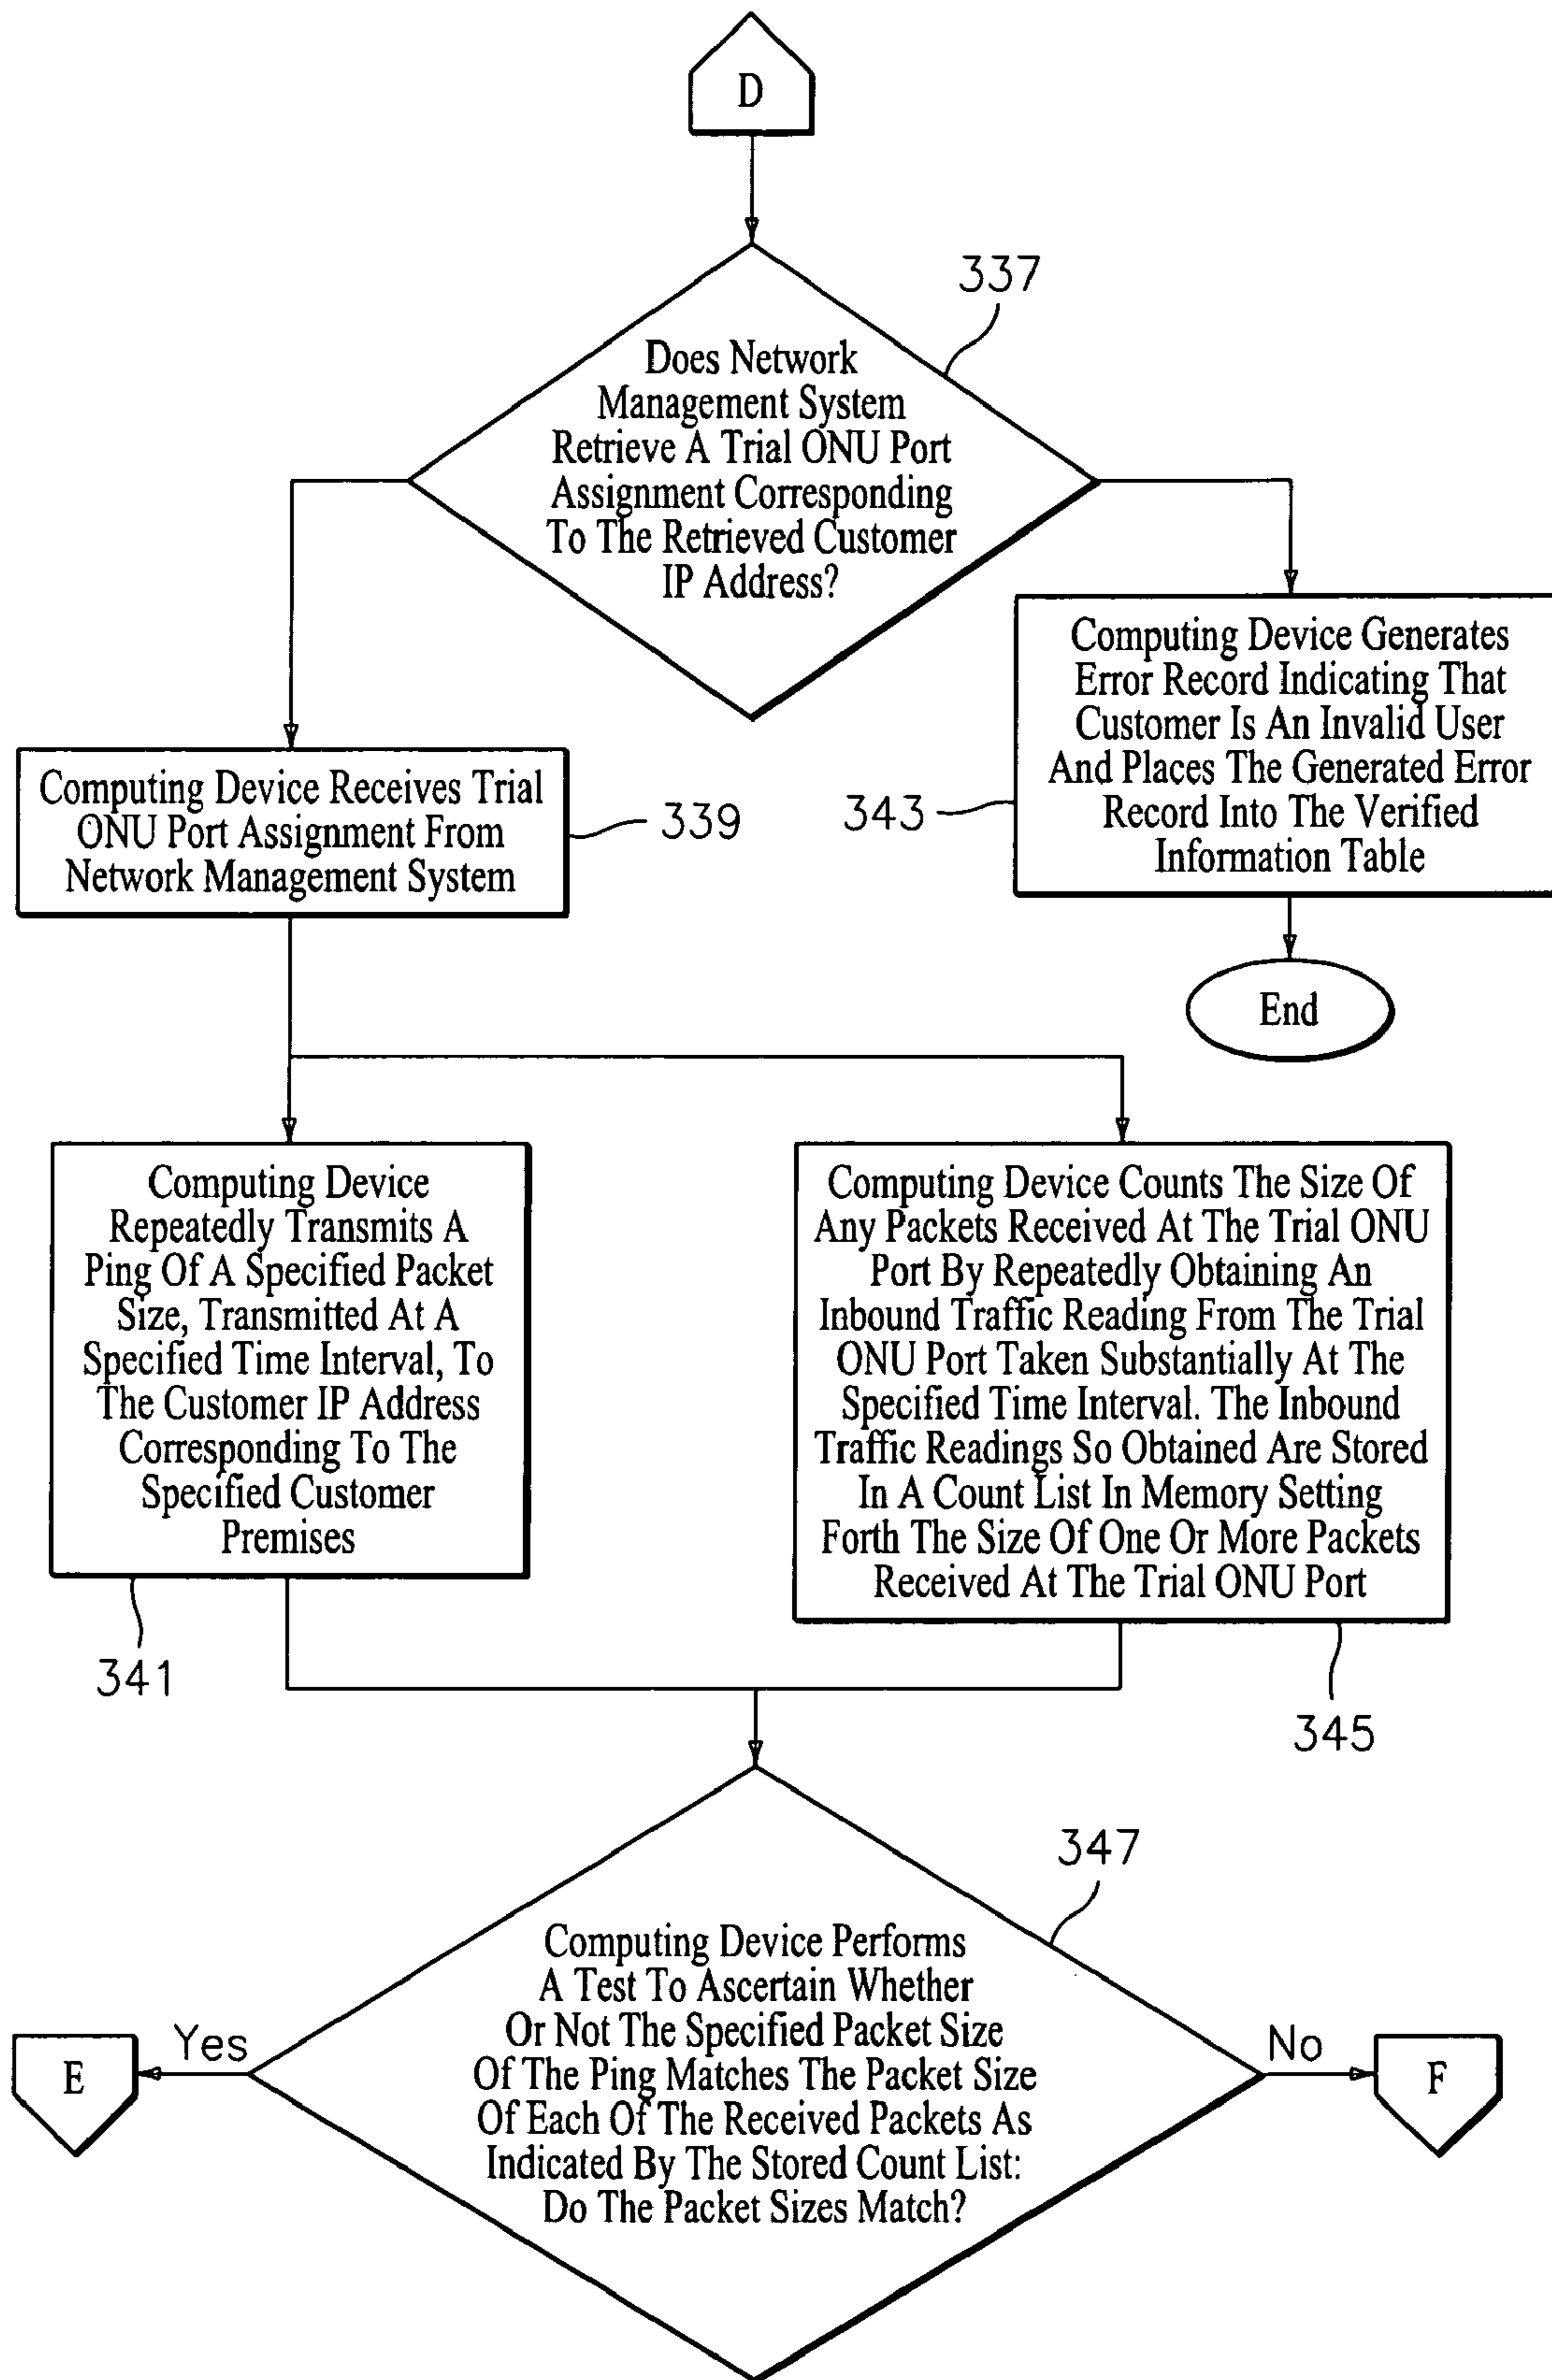 D
337
Does Network
Management System
Retrieve A Trial ONU Port
Assignment Corresponding
To The Retrieved Customer
IP Address?
Computing Device Generates
Error Record Indicating That
Customer Is An Invalid User
And Places The Generated Error
Record Into The Verified
Information Table
343
Computing Device Receives Trial
ONU Port Assignment From
Network Management System
339
End
Computing Device
Repeatedly Transmits A
Ping Of A Specified Packet
Size, Transmitted At A
Specified Time Interval, To
The Customer IP Address
Corresponding To The
Specified Customer
Premises
341
Computing Device Counts The Size Of
Any Packets Received At The Trial ONU
Port By Repeatedly Obtaining An
Inbound Traffic Reading From The Trial
ONU Port Taken Substantially At The
Specified Time Interval. The Inbound
Traffic Readings So Obtained Are Stored
In A Count List In Memory Setting
Forth The Size Of One Or More Packets
Received At The Trial ONU Port
345
347
Computing Device Performs
A Test To Ascertain Whether
Or Not The Specified Packet Size
Of The Ping Matches The Packet Size
Of Each Of The Received Packets As
Indicated By The Stored Count List:
Do The Packet Sizes Match?
Yes
E
No
F